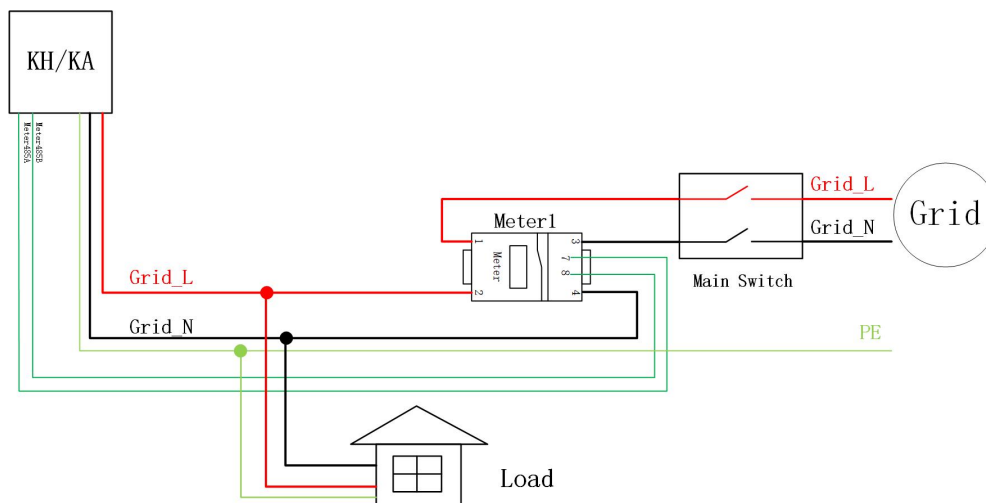 KH/KA
Meter485B
Meter485A
Grid_L
Grid
Grid_N
Meter1
1
3
Meter
7
8
2
4
Main Switch
Grid_L
Grid_N
PE
Load